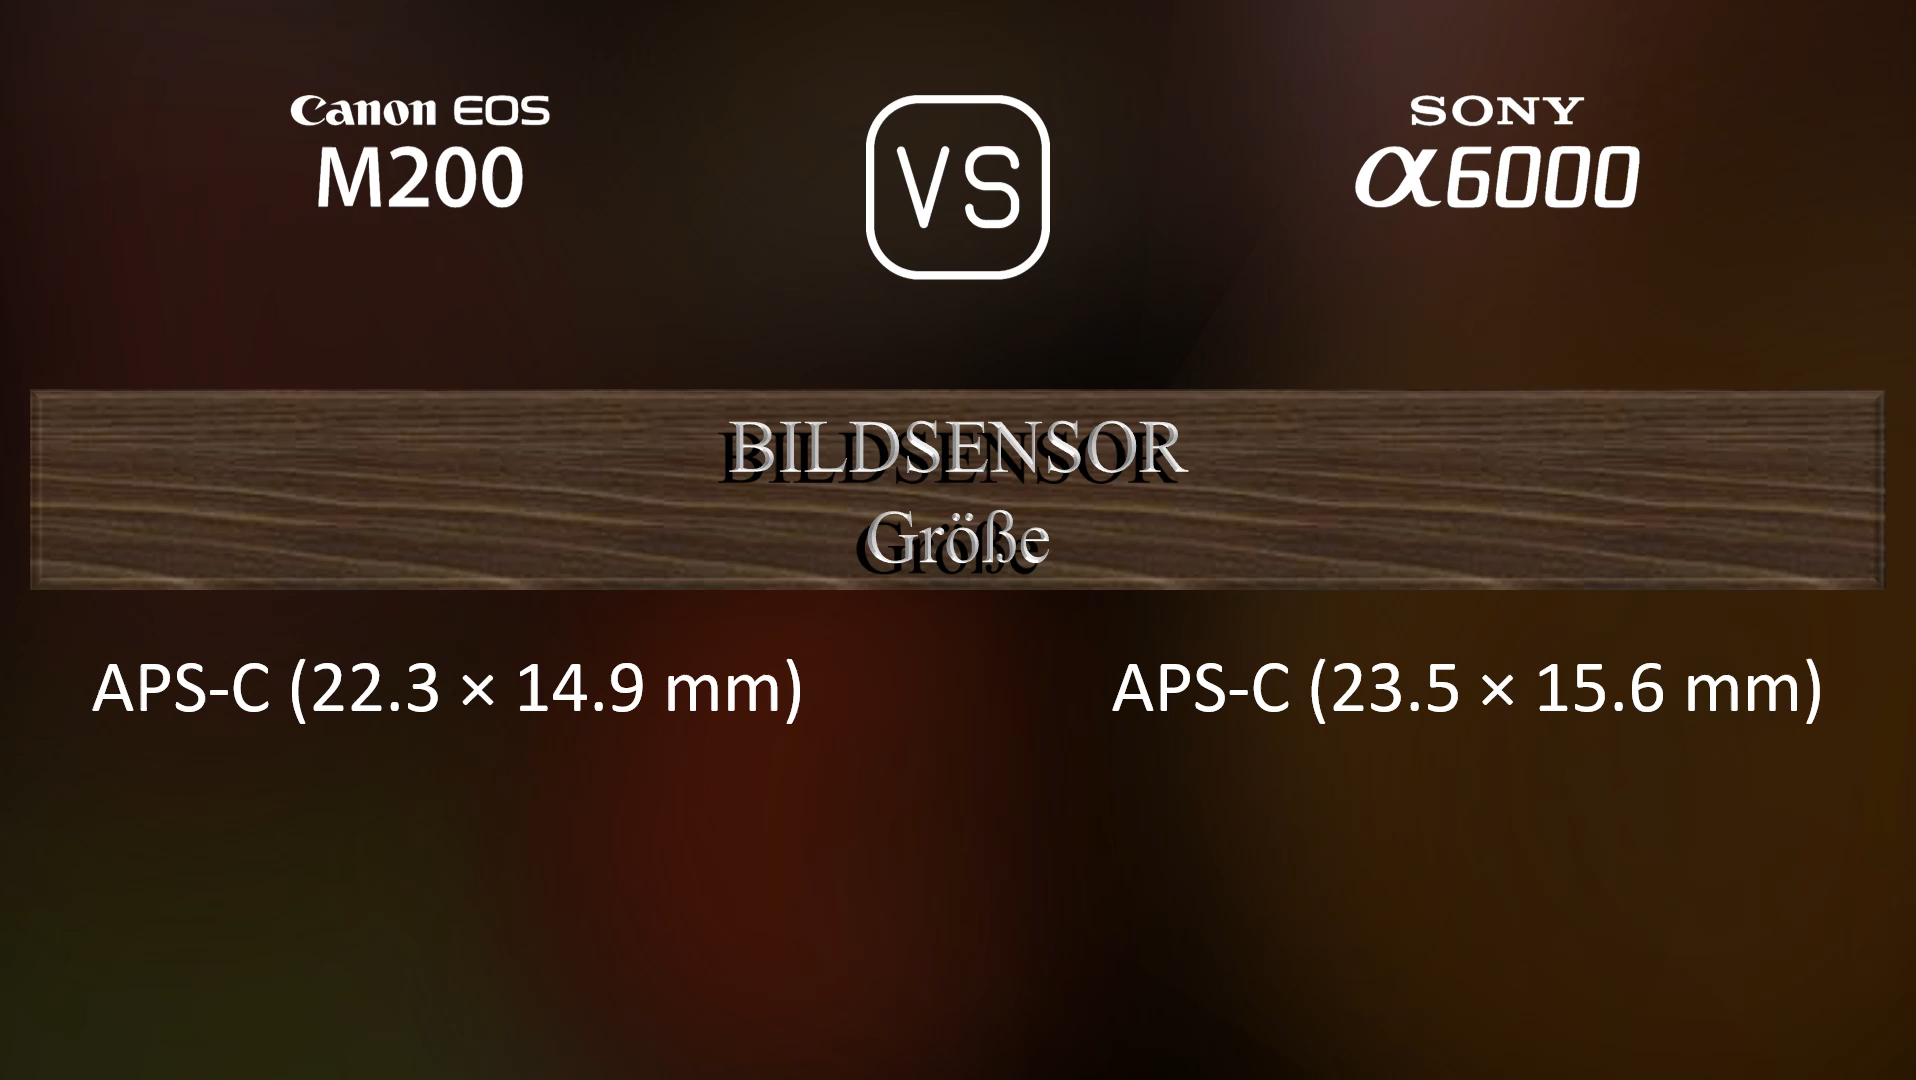 Canon EOS
M200
VS
SONY
α6000
BILDSENSOR
Größe
APS-C (22.3 × 14.9 mm)
APS-C (23.5 × 15.6 mm)